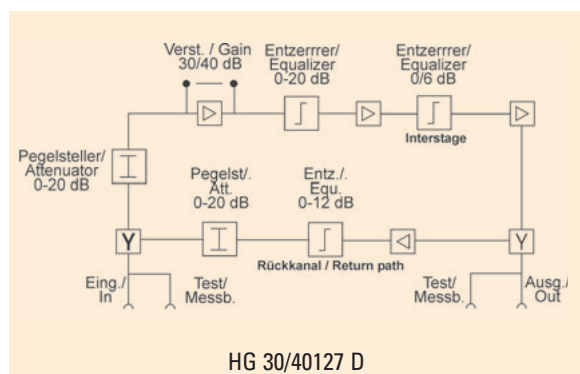 Verst. / Gain
30/40 dB
Entzerrrer/
Equalizer
0-20 dB
Entzerrrer/
Equalizer
0/6 dB
Interstage
Pegelsteller/
Attenuator
0-20 dB
Pegelst/.
Att.
0-20 dB
Entz./.
Equ.
0-12 dB
Y
Y
Rückkanal / Return path
Eing./
In
Test/
Messb.
Test/
Messb.
Ausg./
Out
HG 30/40127 D